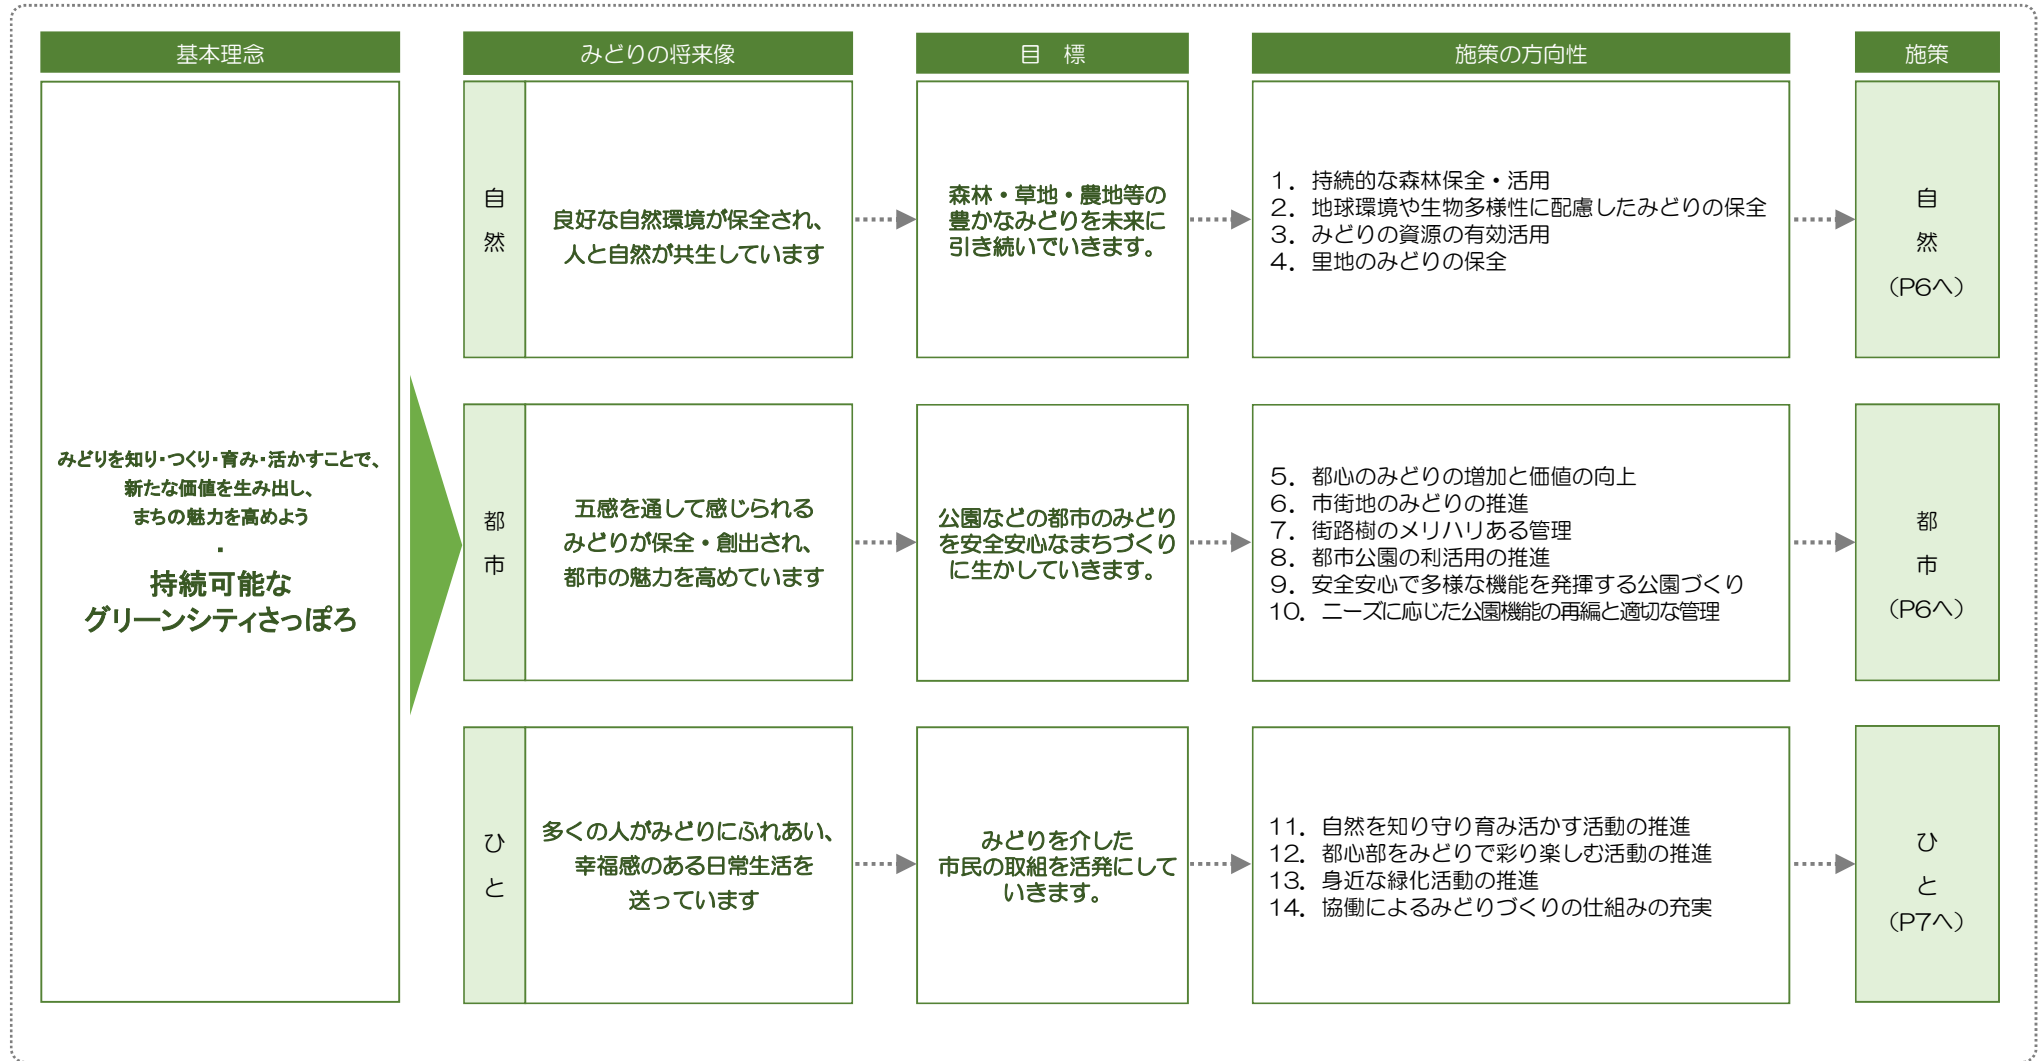 基本理念
みどりを知り・つくり・育み・活かすことで、
新たな価値を生み出し、
まちの魅力を高めよう
・
持続可能な
グリーンシティさっぽろ
みどりの将来像
目　標
施策の方向性
施策
自然
良好な自然環境が保全され、
人と自然が共生しています
森林・草地・農地等の
豊かなみどりを未来に
引き続いでいきます。
1．持続的な森林保全・活用
2．地球環境や生物多様性に配慮したみどりの保全
3．みどりの資源の有効活用
4．里地のみどりの保全
自然
（P6へ）
都市
五感を通して感じられる
みどりが保全・創出され、
都市の魅力を高めています
公園などの都市のみどり
を安全安心なまちづくり
に生かしていきます。
5．都心のみどりの増加と価値の向上
6．市街地のみどりの推進
7．街路樹のメリハリある管理
8．都市公園の利活用の推進
9．安全安心で多様な機能を発揮する公園づくり
10．ニーズに応じた公園機能の再編と適切な管理
都市
（P6へ）
ひと
多くの人がみどりにふれあい、
幸福感のある日常生活を
送っています
みどりを介した
市民の取組を活発にして
いきます。
11．自然を知り守り育み活かす活動の推進
12．都心部をみどりで彩り楽しむ活動の推進
13．身近な緑化活動の推進
14．協働によるみどりづくりの仕組みの充実
ひと
（P7へ）